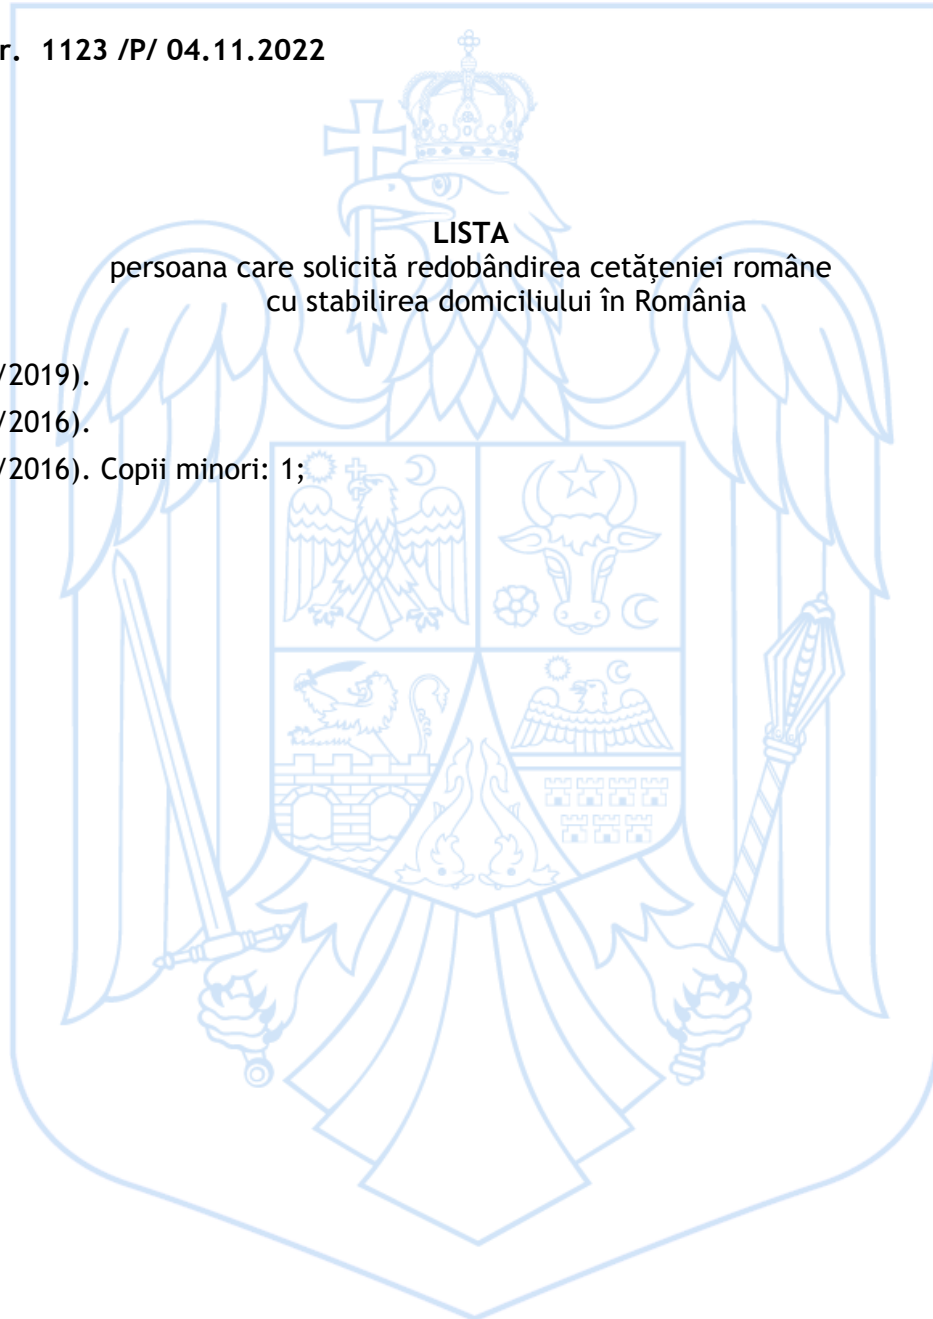 r. 1123 /P/ 04.11.2022
LISTA
persoana care solicită redobândirea cetăţeniei române
cu stabilirea domiciliului în România
/2019).
/2016).
/2016). Copii minori: 1;